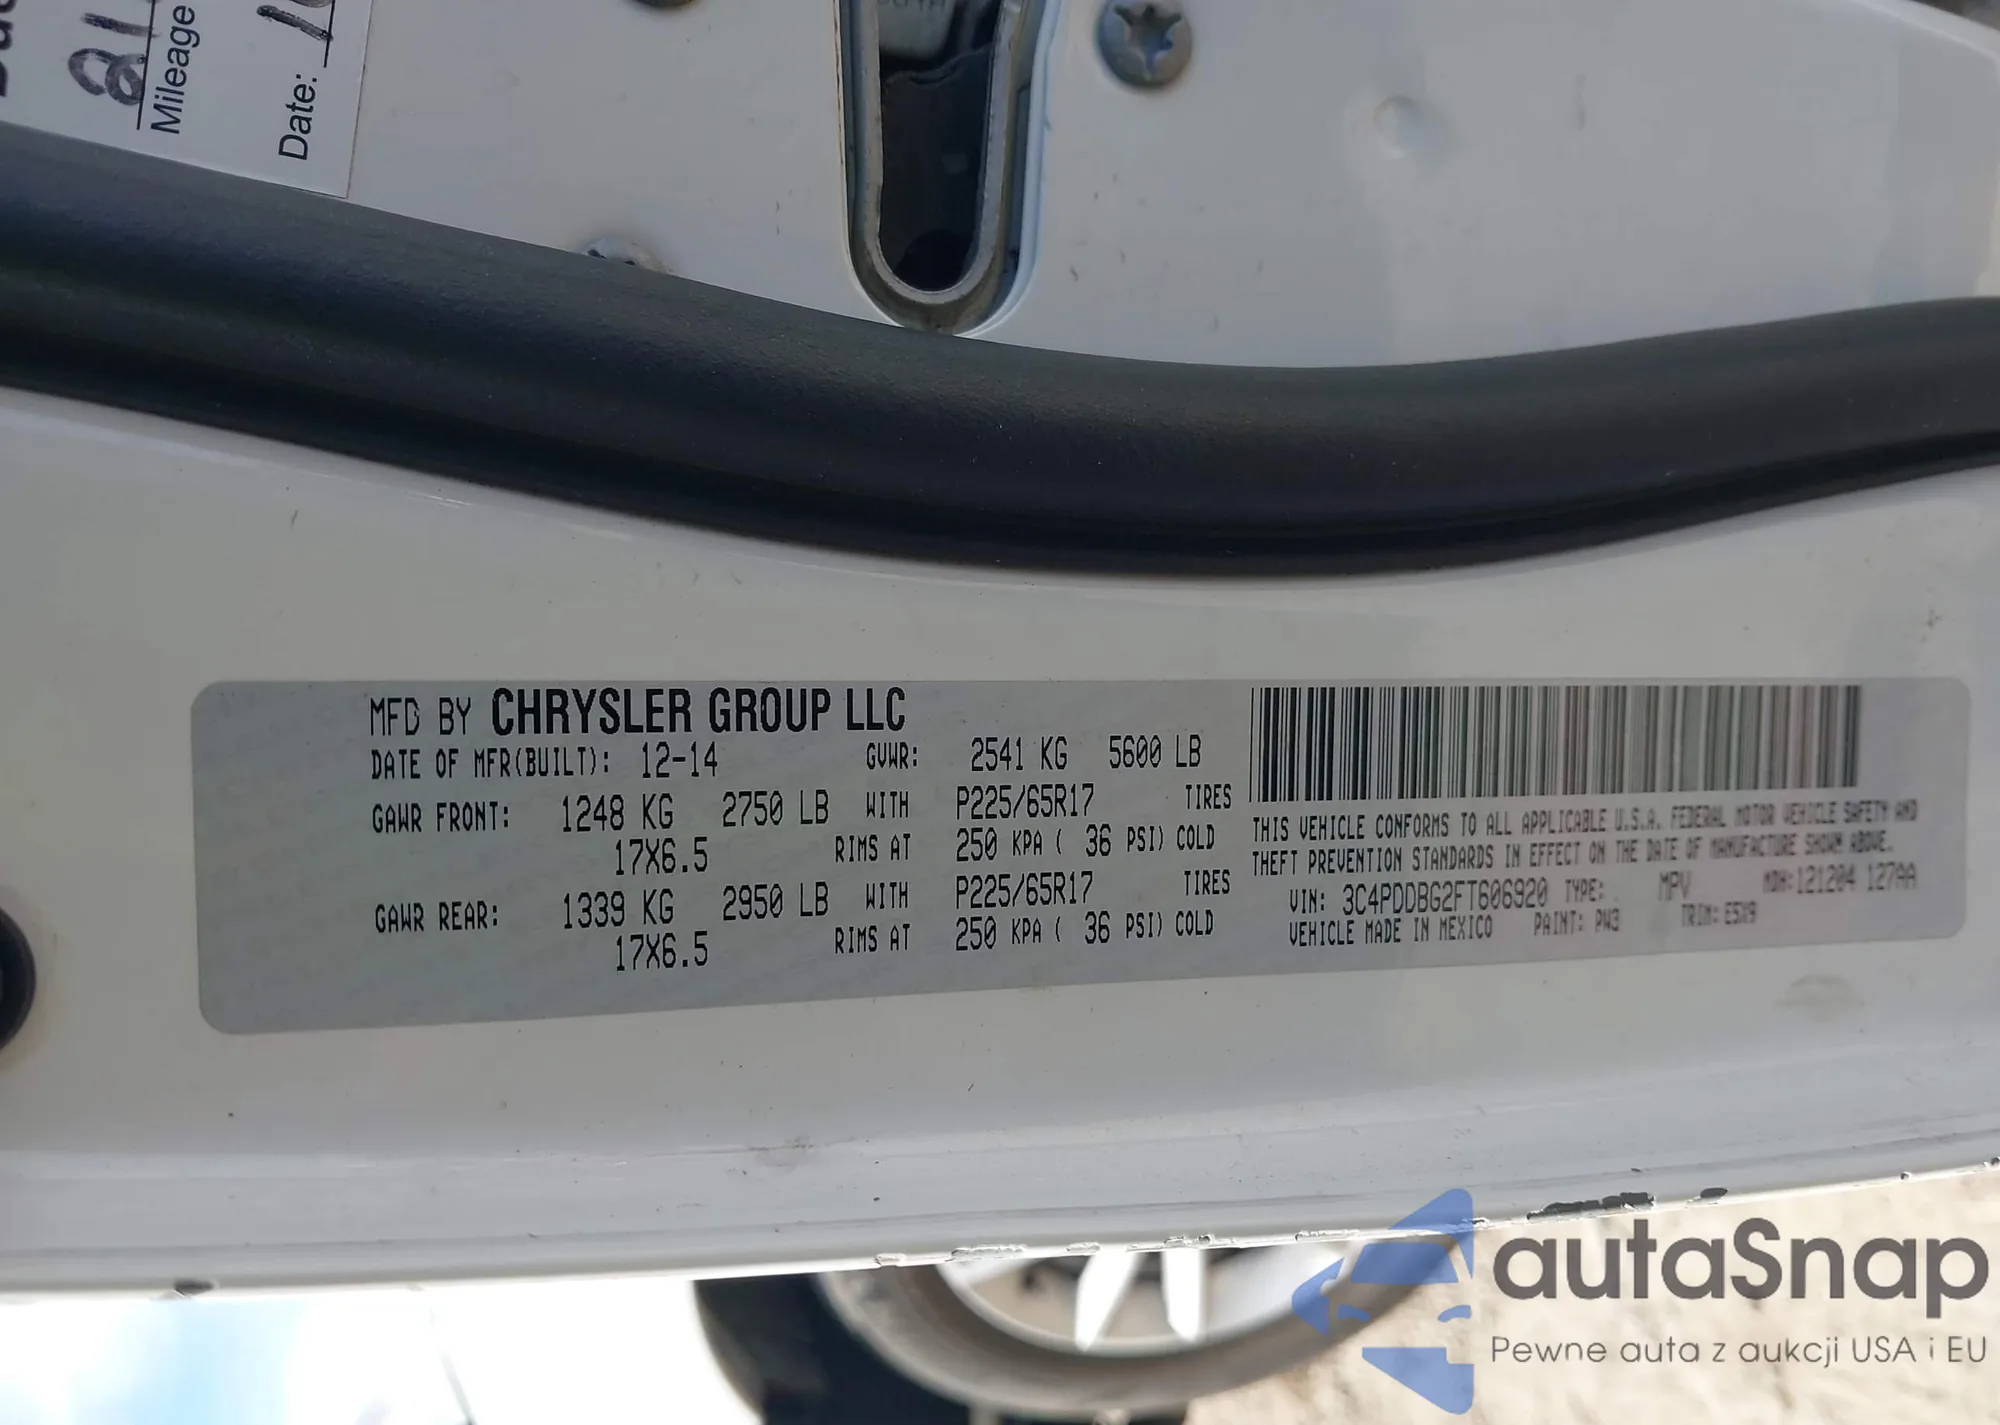 Mileage
Date:
MFD BY CHRYSLER GROUP LLC
DATE OF MFR(BUILT): 12-14 GVWR: 2541 KG 5600 LB
GAWR FRONT: 1248 KG 2750 LB WITH P225/65R17 TIRES
17X6.5 RIMS AT 250 KPA ( 36 PSI) COLD
GAWR REAR: 1339 KG 2950 LB WITH P225/65R17 TIRES
17X6.5 RIMS AT 250 KPA ( 36 PSI) COLD
THIS VEHICLE CONFORMS TO ALL APPLICABLE U.S.A. FEDERAL MOTOR VEHICLE SAFETY AND
THEFT PREVENTION STANDARDS IN EFFECT ON THE DATE OF MANUFACTURE SHOWN ABOVE.
VIN: 3C4PDDBG2FT606920 TYPE: MPV MDH:121204 127AA
VEHICLE MADE IN MEXICO PAINT: PW3 TRIM: E5X9
autaSnap
Pewne auta z aukcji USA i EU